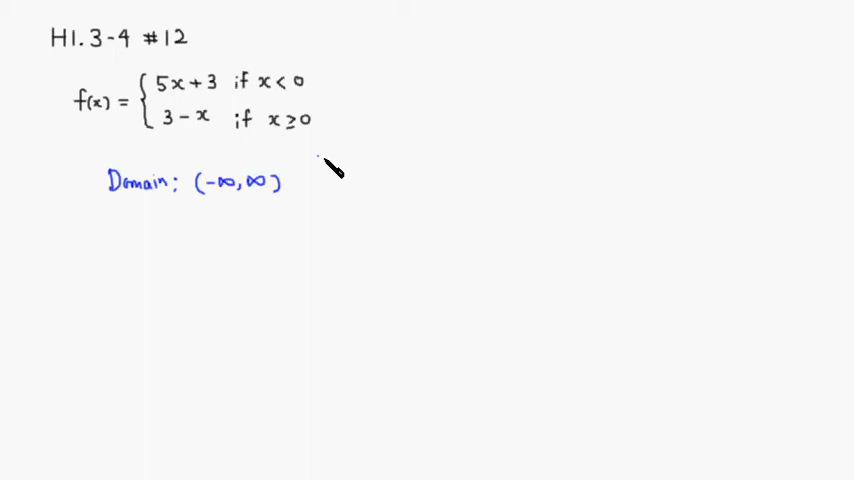 H1.3-4 #12
f(x) = { 5x + 3 if x < 0
3 - x if x ≥ 0
Domain: (-∞, ∞)